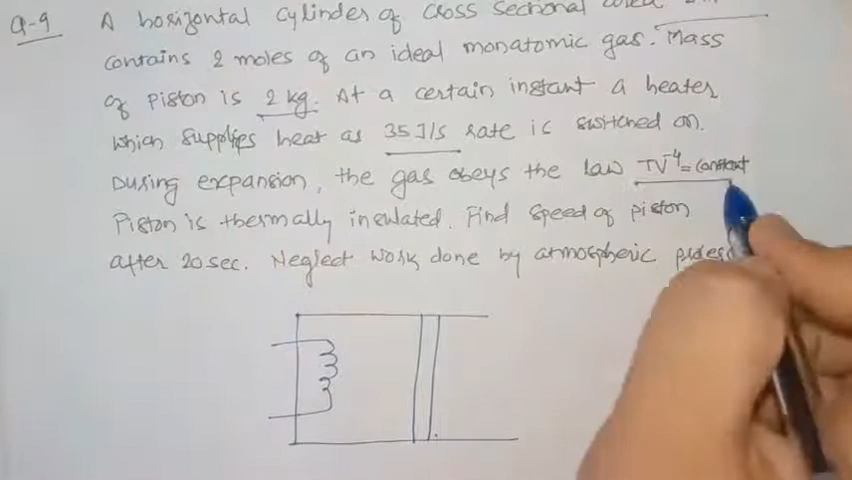 Q-9 A horizontal cylinder of cross sectional
contains 2 moles of an ideal monatomic gas. Mass
of piston is 2 kg. At a certain instant a heater
which supplies heat as 35 J/s rate is switched on.
During expansion, the gas obeys the law TV⁻⁴ = constant
Piston is thermally insulated. Find speed of piston
after 20 sec. Neglect work done by atmospheric